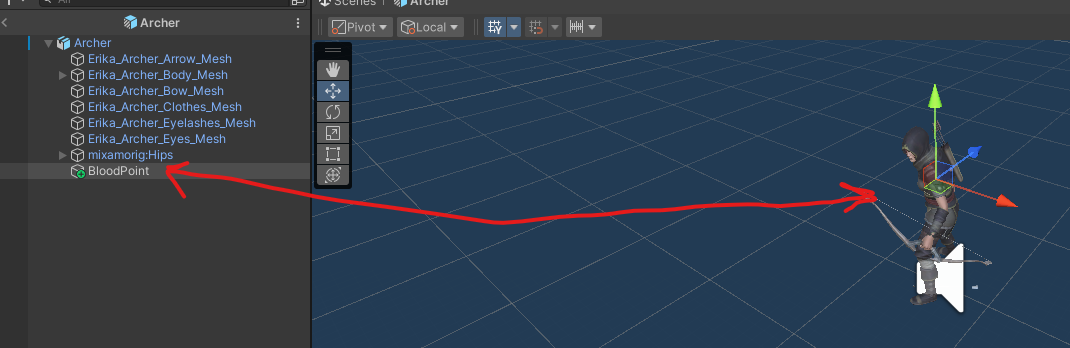 All
Scenes
Archer
Archer
Pivot
Local
Archer
Erika_Archer_Arrow_Mesh
Erika_Archer_Body_Mesh
Erika_Archer_Bow_Mesh
Erika_Archer_Clothes_Mesh
Erika_Archer_Eyelashes_Mesh
Erika_Archer_Eyes_Mesh
mixamorig:Hips
BloodPoint